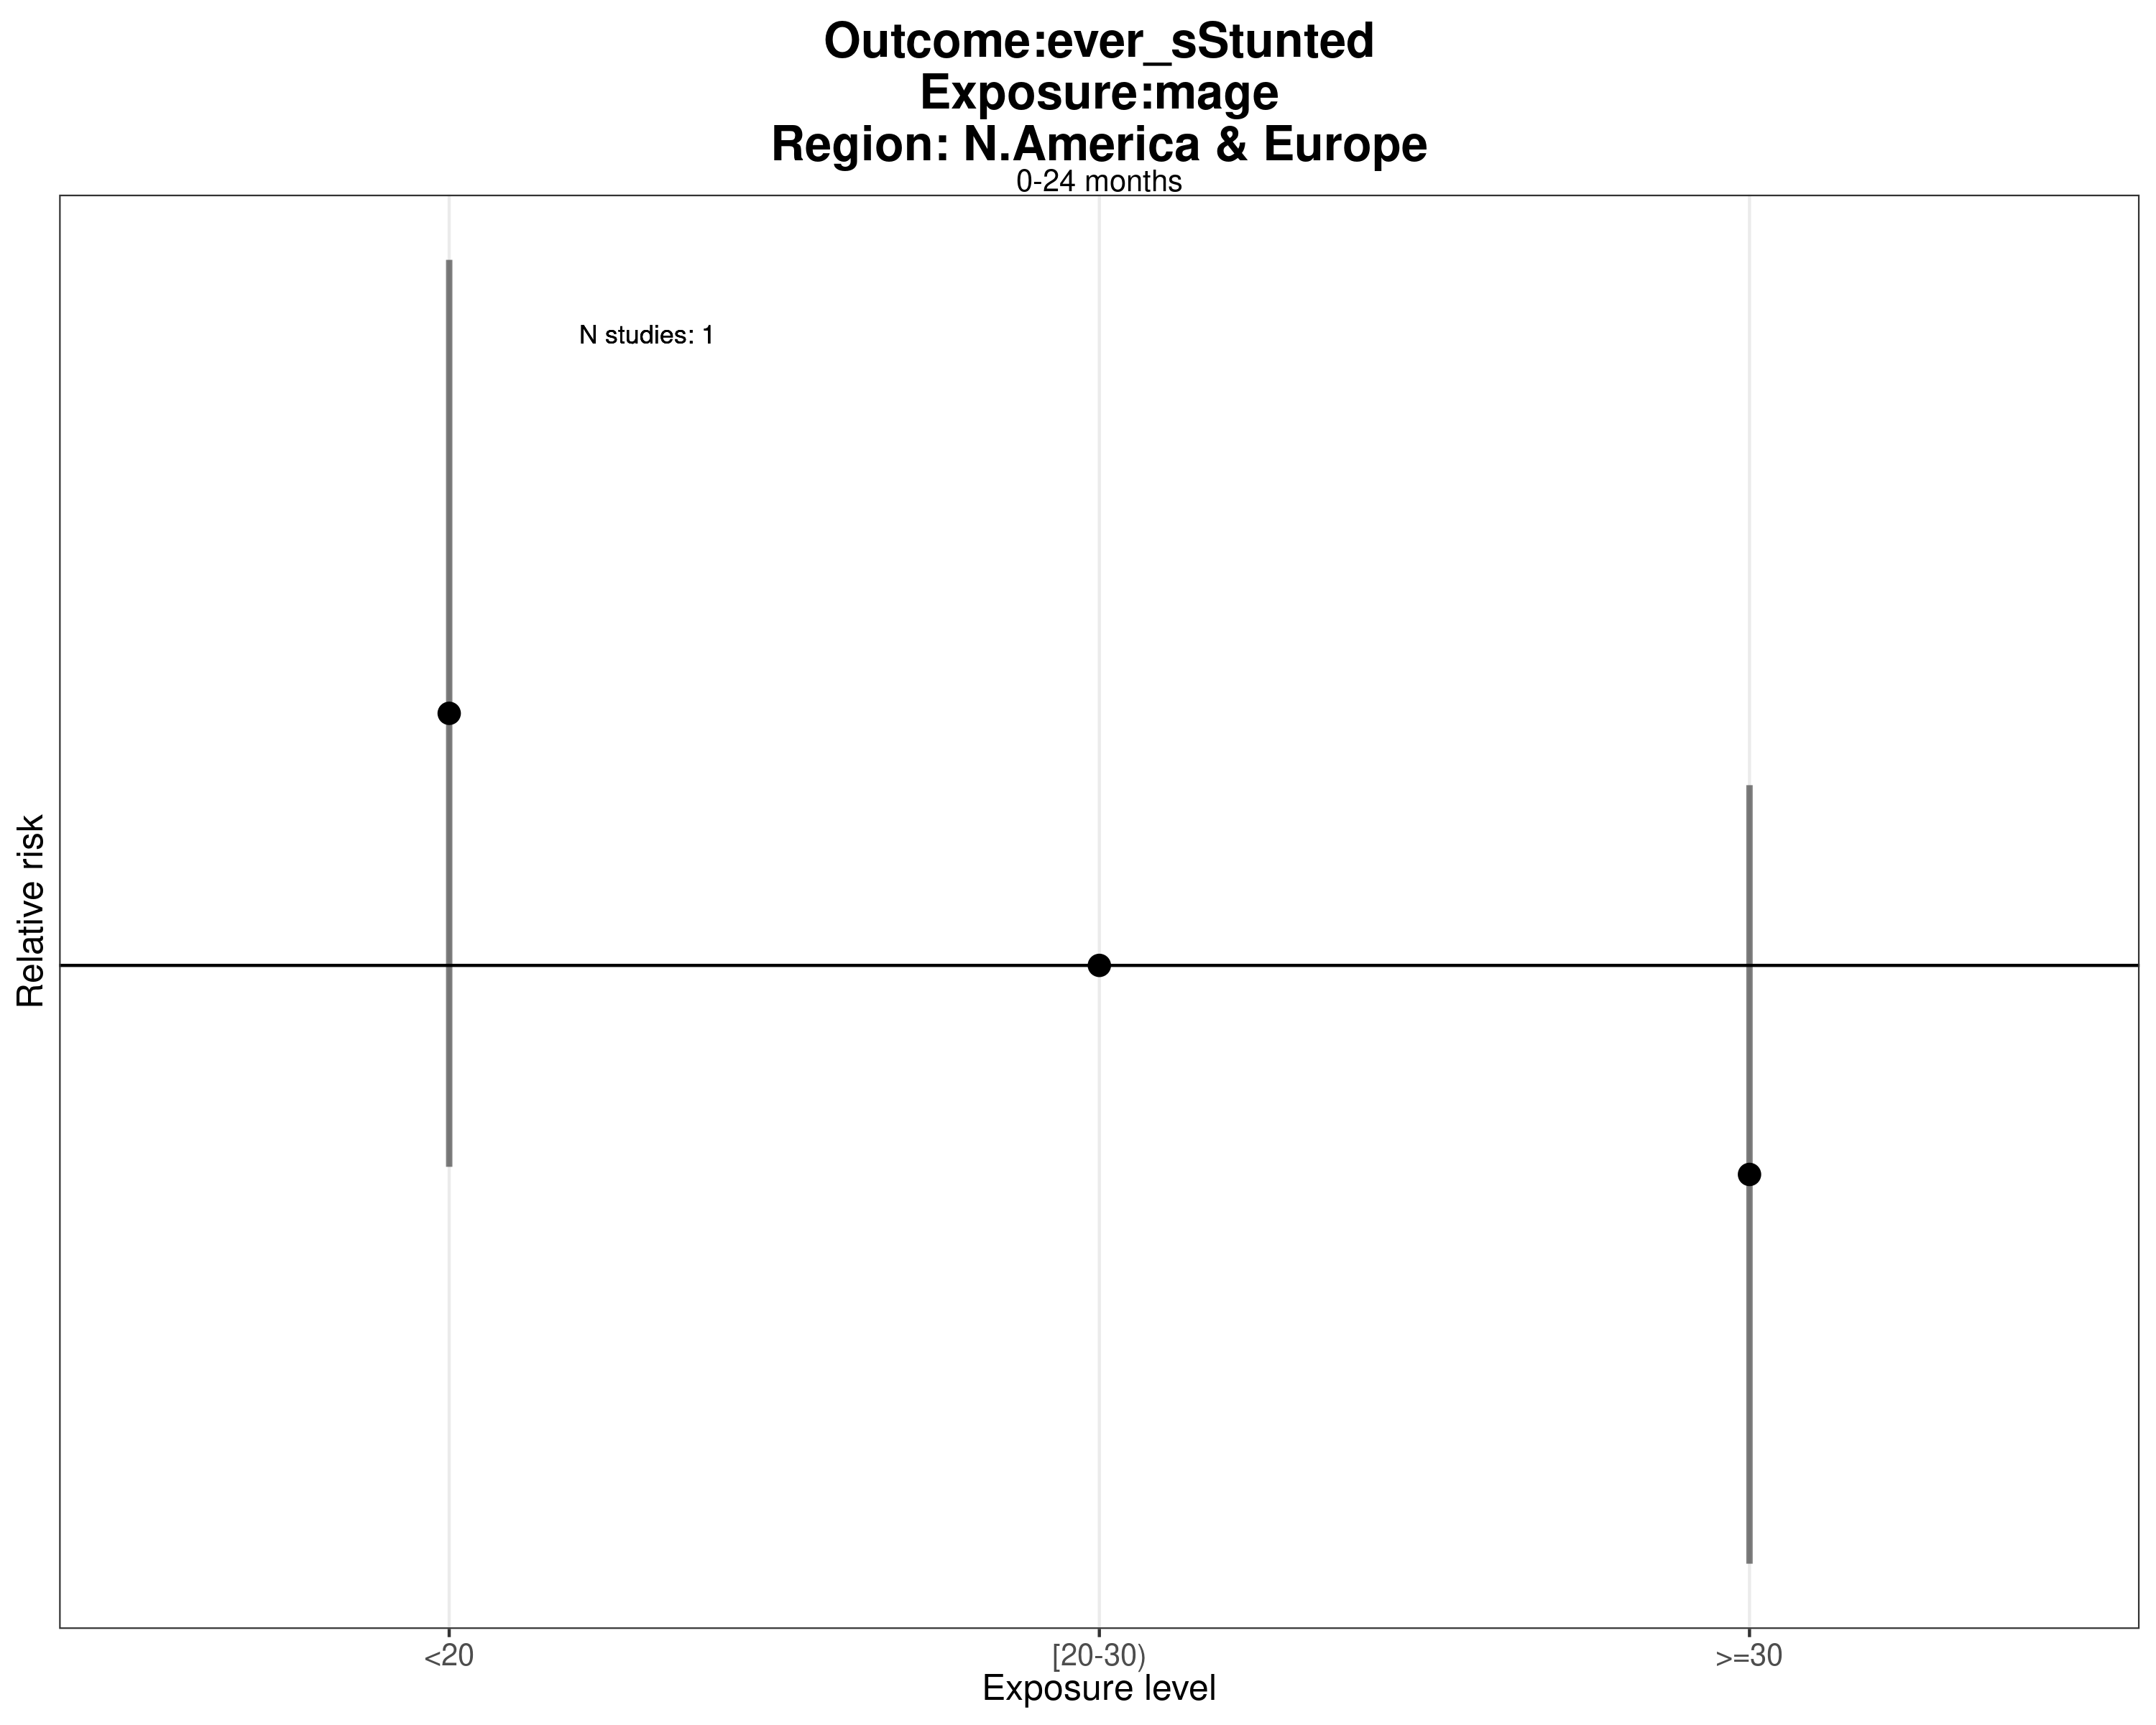 Outcome:ever_sStunted
Exposure:mage
Region: N.America & Europe
0-24 months
N studies: 1
Relative risk
<20
[20-30)
>=30
Exposure level